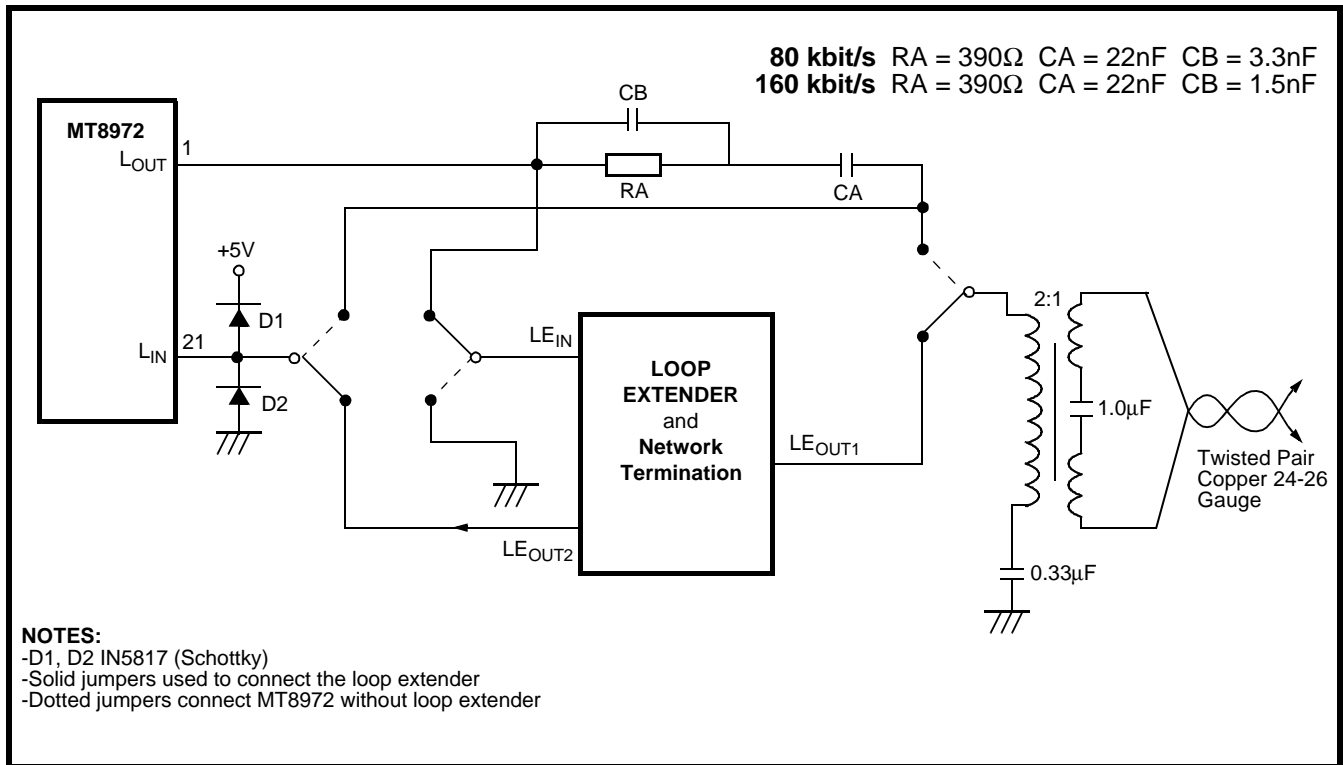 80 kbit/s RA = 390Ω CA = 22nF CB = 3.3nF
160 kbit/s RA = 390Ω CA = 22nF CB = 1.5nF
CB
MT8972
LOUT
1
RA
CA
+5V
D1
2:1
LIN
21
LEIN
D2
LOOP
EXTENDER
and
Network
Termination
1.0μF
LEOUT1
Twisted Pair
Copper 24-26
Gauge
LEOUT2
0.33μF
NOTES:
-D1, D2 IN5817 (Schottky)
-Solid jumpers used to connect the loop extender
-Dotted jumpers connect MT8972 without loop extender